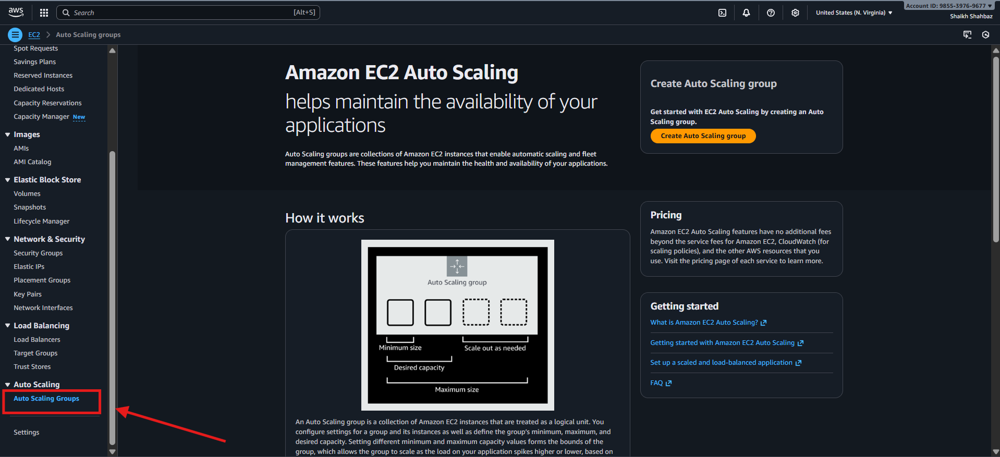 aws
Search
[Alt+S]
United States (N. Virginia)
Account ID: 9855-3976-9677
Shaikh Shahbaz
EC2
Auto Scaling groups
Spot Requests
Savings Plans
Reserved Instances
Dedicated Hosts
Capacity Reservations
Capacity Manager New
Images
AMIs
AMI Catalog
Elastic Block Store
Volumes
Snapshots
Lifecycle Manager
Network & Security
Security Groups
Elastic IPs
Placement Groups
Key Pairs
Network Interfaces
Load Balancing
Load Balancers
Target Groups
Trust Stores
Auto Scaling
Auto Scaling Groups
Settings
Amazon EC2 Auto Scaling
helps maintain the availability of your
applications
Auto Scaling groups are collections of Amazon EC2 instances that enable automatic scaling and fleet
management features. These features help you maintain the health and availability of your applications.
Create Auto Scaling group
Get started with EC2 Auto Scaling by creating an Auto
Scaling group.
Create Auto Scaling group
How it works
Auto Scaling group
Minimum size
Scale out as needed
Desired capacity
Maximum size
An Auto Scaling group is a collection of Amazon EC2 instances that are treated as a logical unit. You
configure settings for a group and its instances as well as define the group's minimum, maximum, and
desired capacity. Setting different minimum and maximum capacity values forms the bounds of the
group, which allows the group to scale as the load on your application spikes higher or lower, based on
Pricing
Amazon EC2 Auto Scaling features have no additional fees
beyond the service fees for Amazon EC2, CloudWatch (for
scaling policies), and the other AWS resources that you
use. Visit the pricing page of each service to learn more.
Getting started
What is Amazon EC2 Auto Scaling?
Getting started with Amazon EC2 Auto Scaling
Set up a scaled and load-balanced application
FAQ